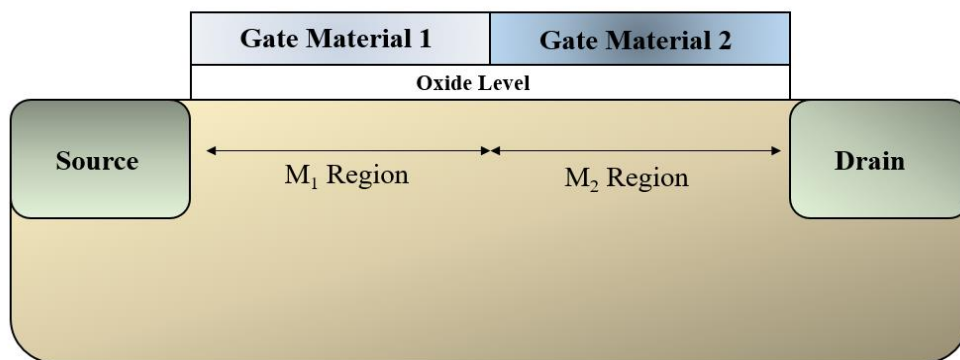 Gate Material 1
Gate Material 2
Oxide Level
Source
M₁ Region
M₂ Region
Drain